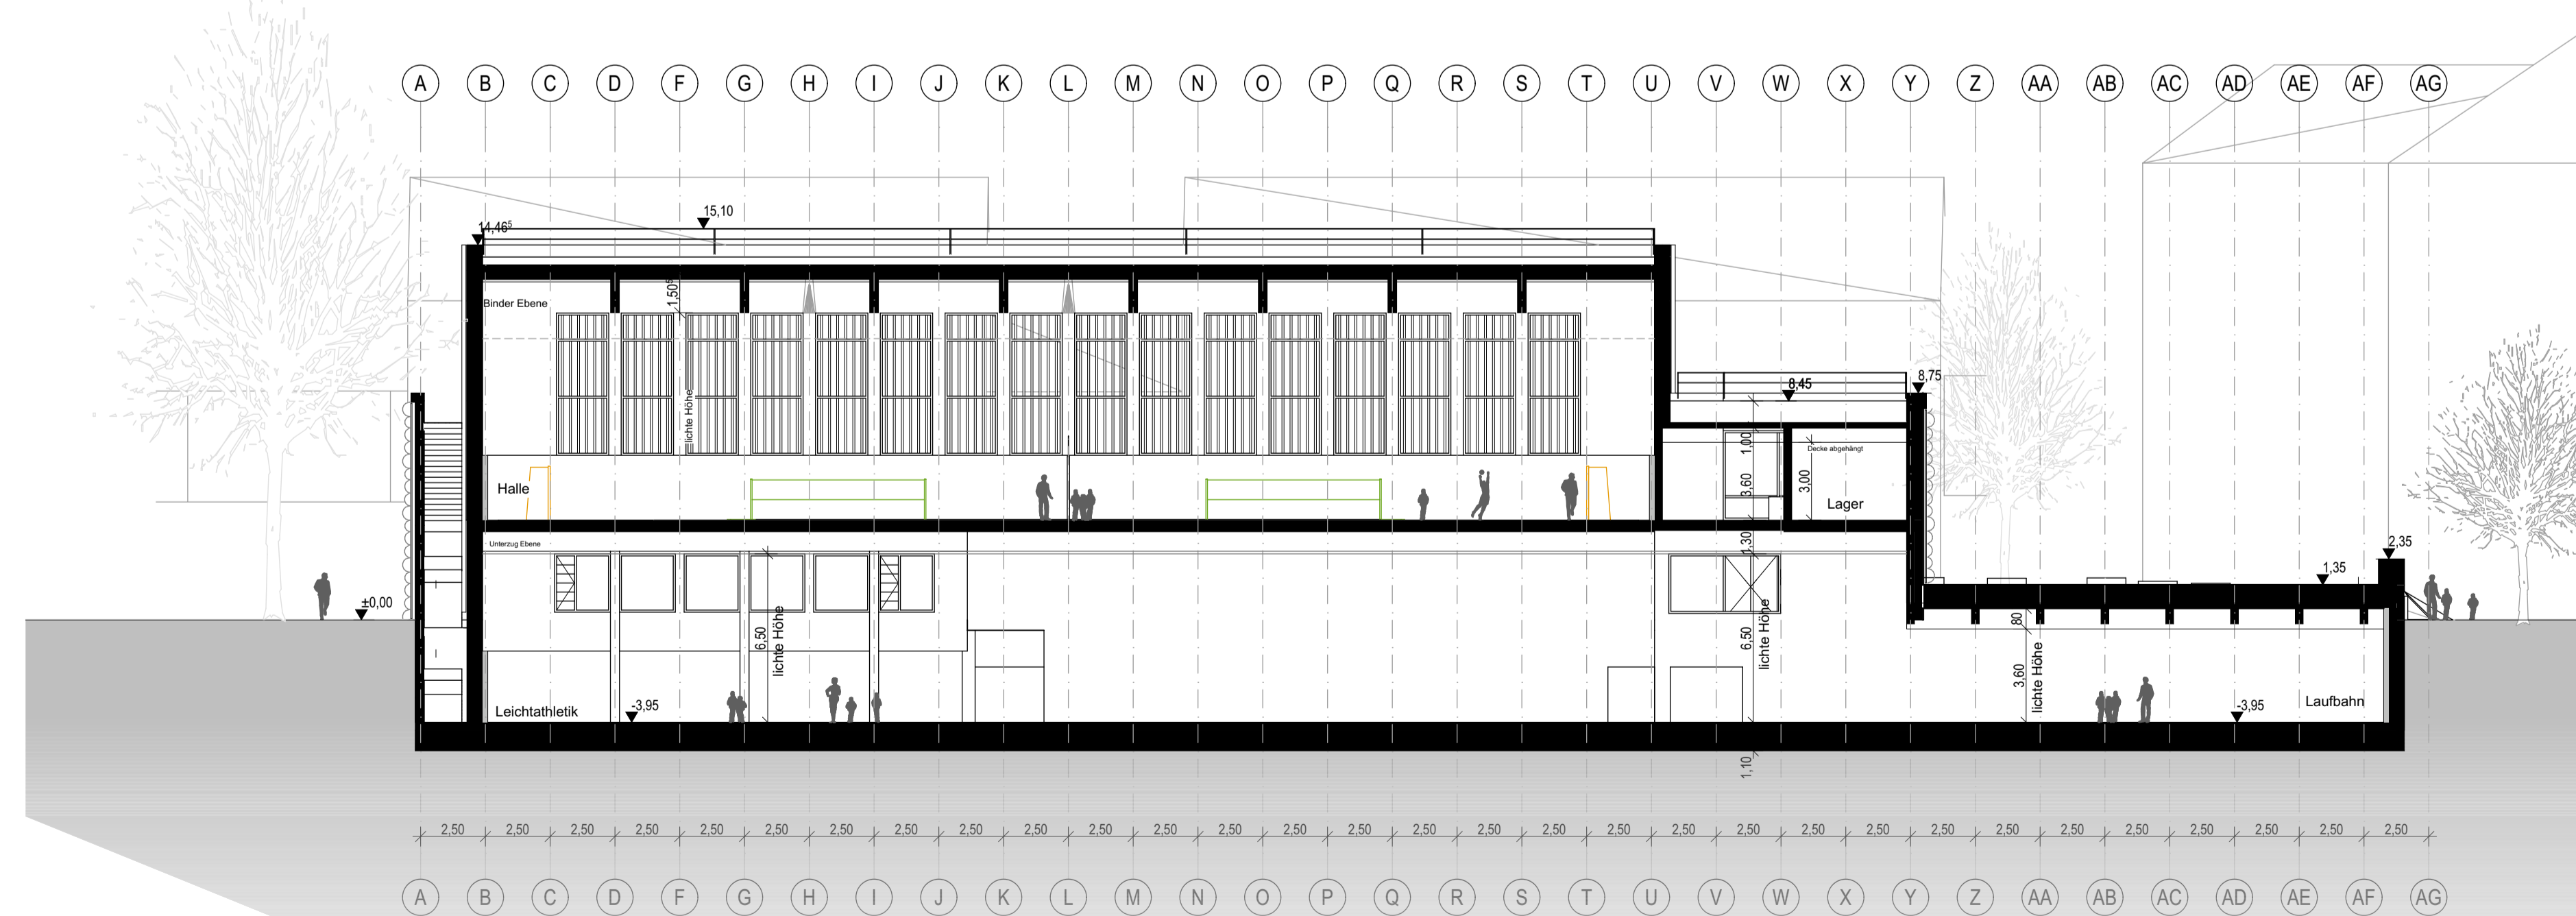 A B C D F G H I J K L M N O P Q R S T U V W X Y Z AA AB AC AD AE AF AG
15,10
14,46⁵
Binder Ebene
1,50⁵
lichte Höhe
8,45
8,75
1,00
Decke abgehängt
3,60
3,00
Halle
Lager
Unterzug Ebene
1,30
2,35
1,35
±0,00
6,50
lichte Höhe
6,50
lichte Höhe
80
3,60
lichte Höhe
Leichtathletik
-3,95
-3,95
Laufbahn
1,10
2,50 2,50 2,50 2,50 2,50 2,50 2,50 2,50 2,50 2,50 2,50 2,50 2,50 2,50 2,50 2,50 2,50 2,50 2,50 2,50 2,50 2,50 2,50 2,50 2,50 2,50 2,50 2,50 2,50 2,50 2,50
A B C D F G H I J K L M N O P Q R S T U V W X Y Z AA AB AC AD AE AF AG